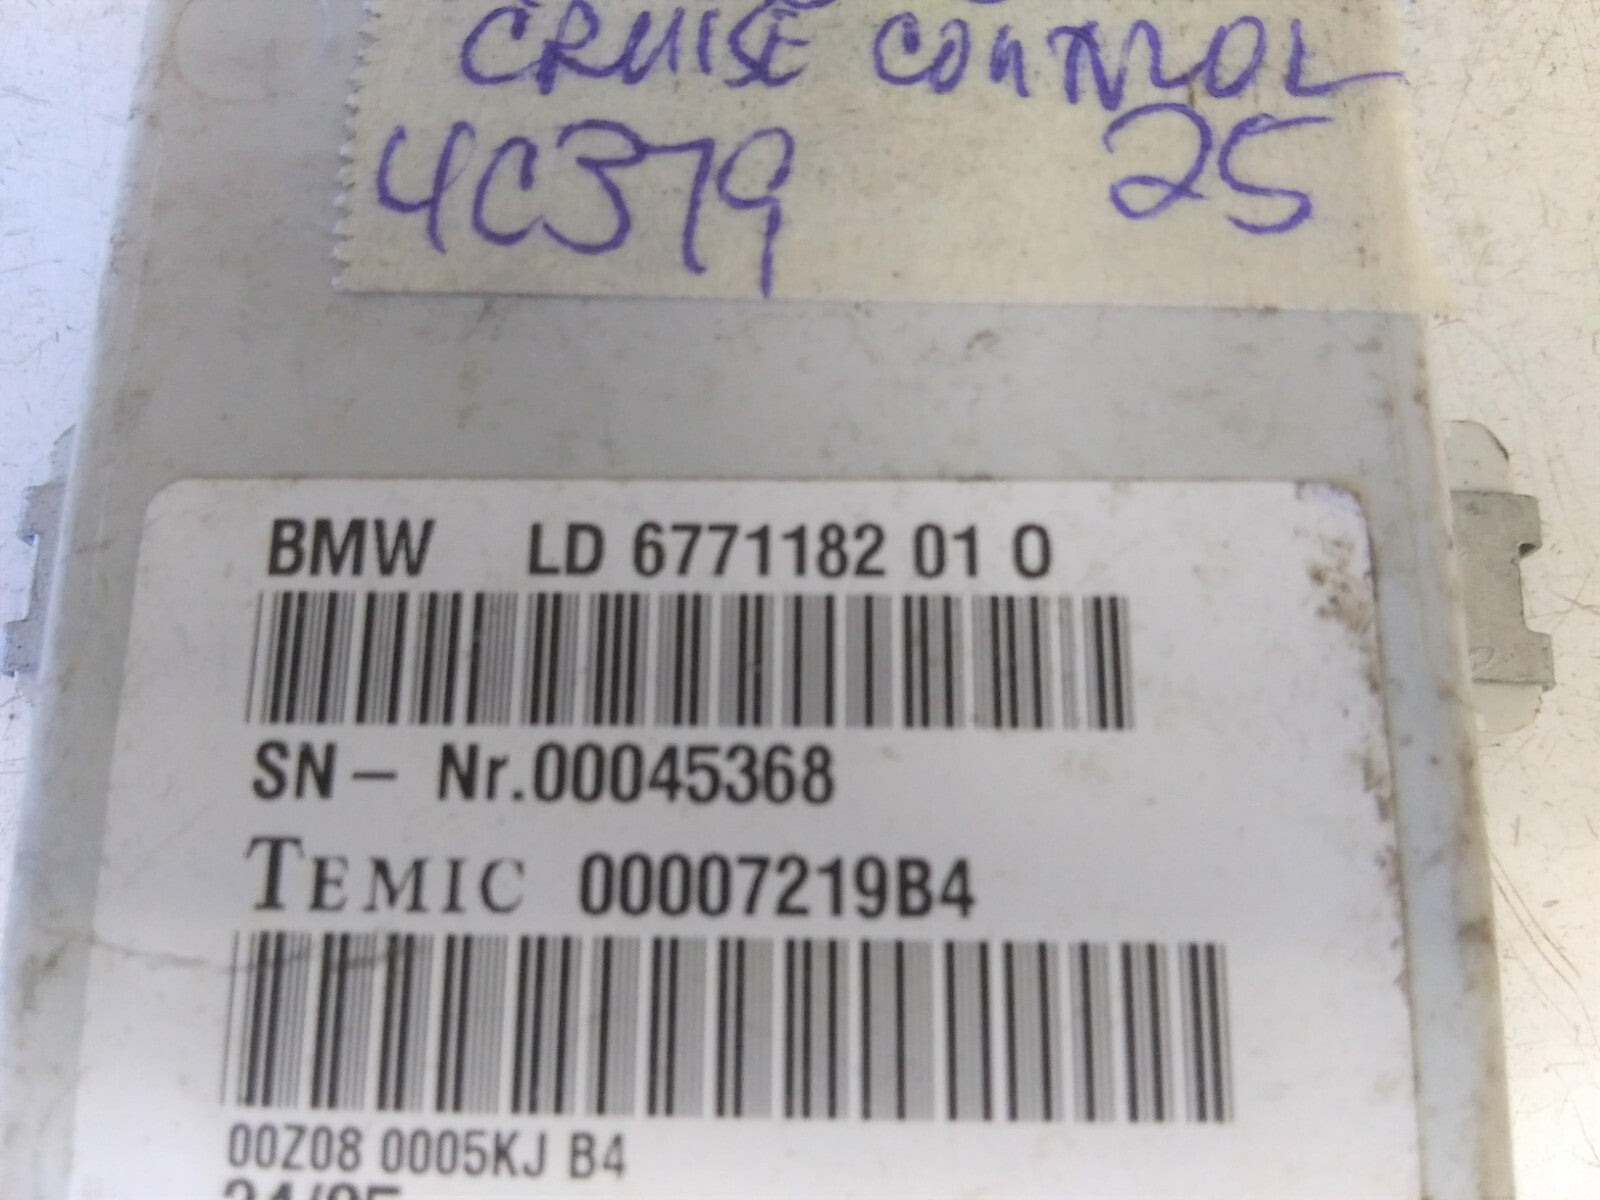 CRUISE CONTROL
4C379 25
BMW LD 6771182 01 0
SN- Nr.00045368
TEMIC 00007219B4
00Z08 0005KJ B4